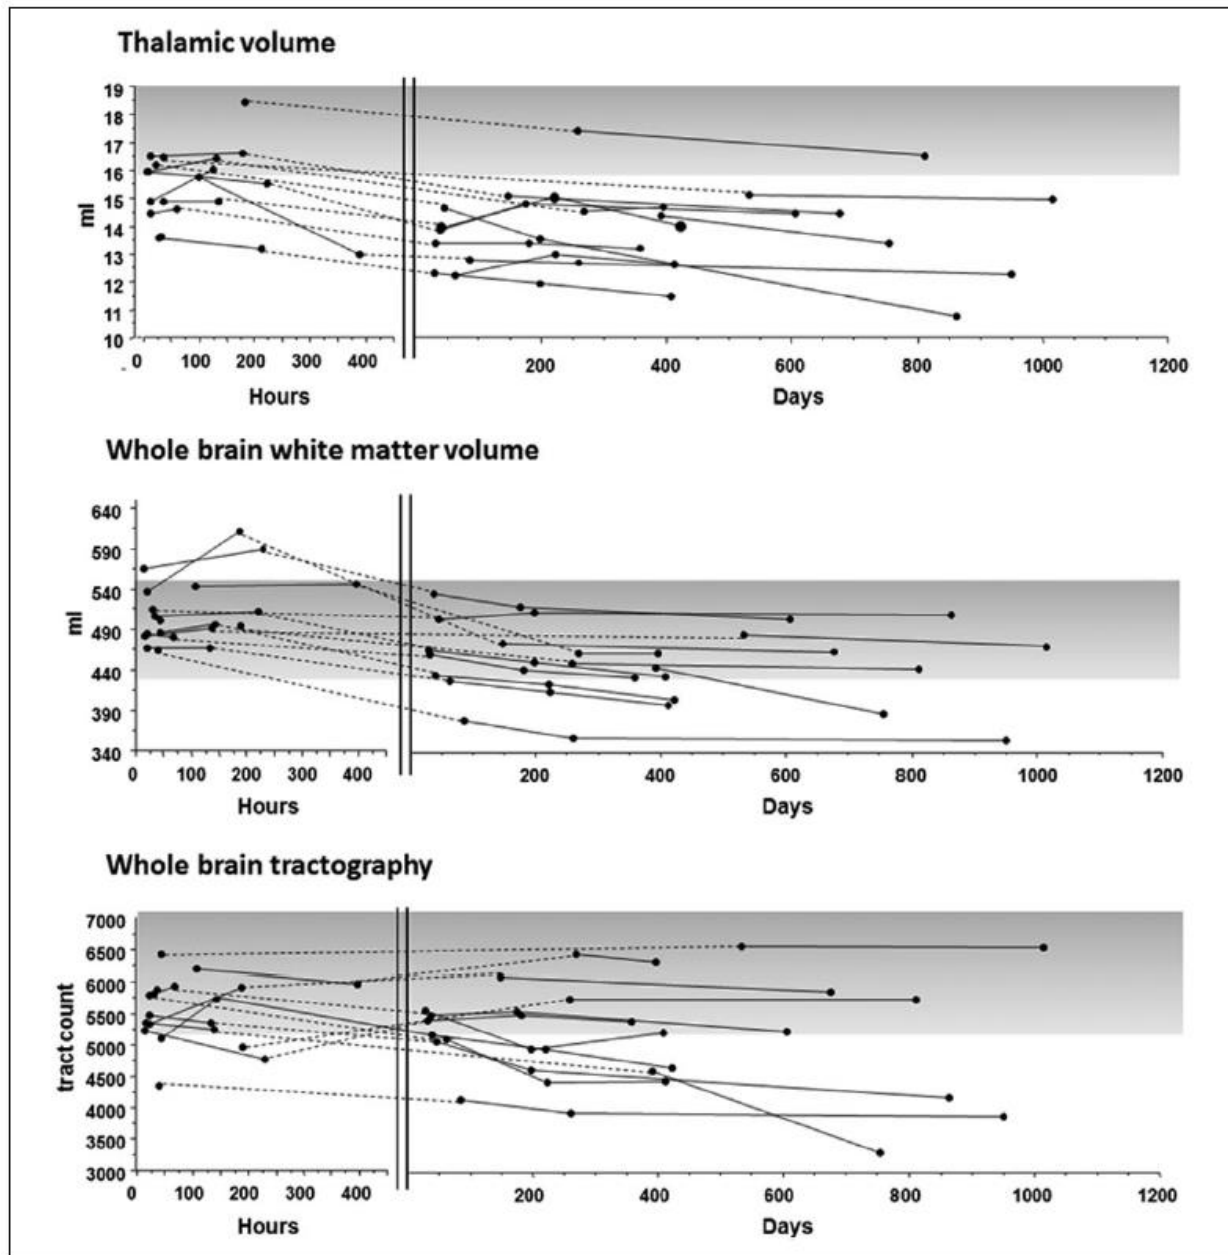 Thalamic volume
19
18
17
16
15
14
13
12
11
10
ml
0 100 200 300 400
200 400 600 800 1000 1200
Hours
Days
Whole brain white matter volume
640
590
540
490
440
390
340
ml
0 100 200 300 400
200 400 600 800 1000 1200
Hours
Days
Whole brain tractography
7000
6500
6000
5500
5000
4500
4000
3500
3000
tract count
0 100 200 300 400
200 400 600 800 1000 1200
Hours
Days